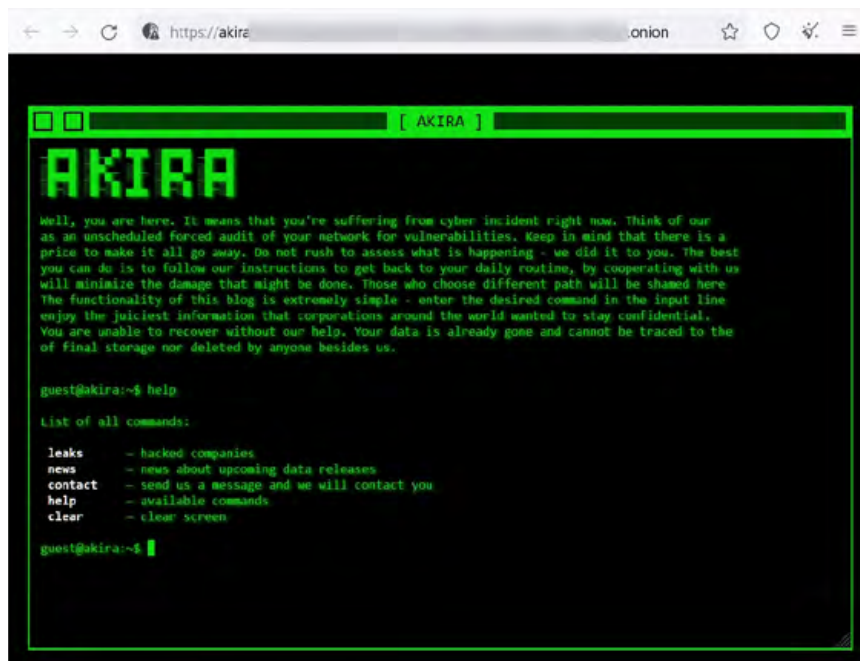 https://akira .onion
[ AKIRA ]
AKIRA
Well, you are here. It means that you're suffering from cyber incident right now. Think of our
as an unscheduled forced audit of your network for vulnerabilities. Keep in mind that there is a
price to make it all go away. Do not rush to assess what is happening - we did it to you. The best
you can do is to follow our instructions to get back to your daily routine, by cooperating with us
will minimize the damage that might be done. Those who choose different path will be shamed here
The functionality of this blog is extremely simple - enter the desired command in the input line
enjoy the juiciest information that corporations around the world wanted to stay confidential.
You are unable to recover without our help. Your data is already gone and cannot be traced to the
of final storage nor deleted by anyone besides us.
guest@akira:~$ help
List of all commands:
leaks – hacked companies
news – news about upcoming data releases
contact – send us a message and we will contact you
help – available commands
clear – clear screen
guest@akira:~$